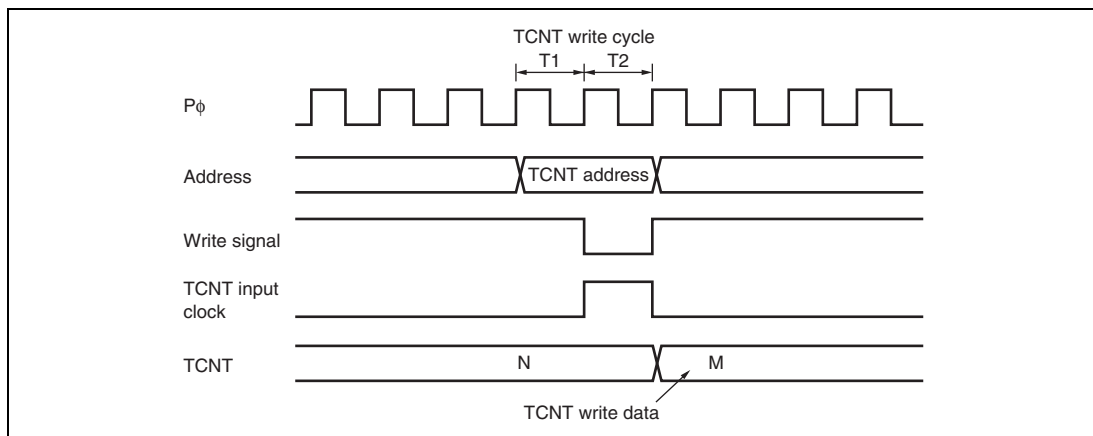 TCNT write cycle
T1 T2
Pϕ
Address
TCNT address
Write signal
TCNT input
clock
TCNT
N
M
TCNT write data